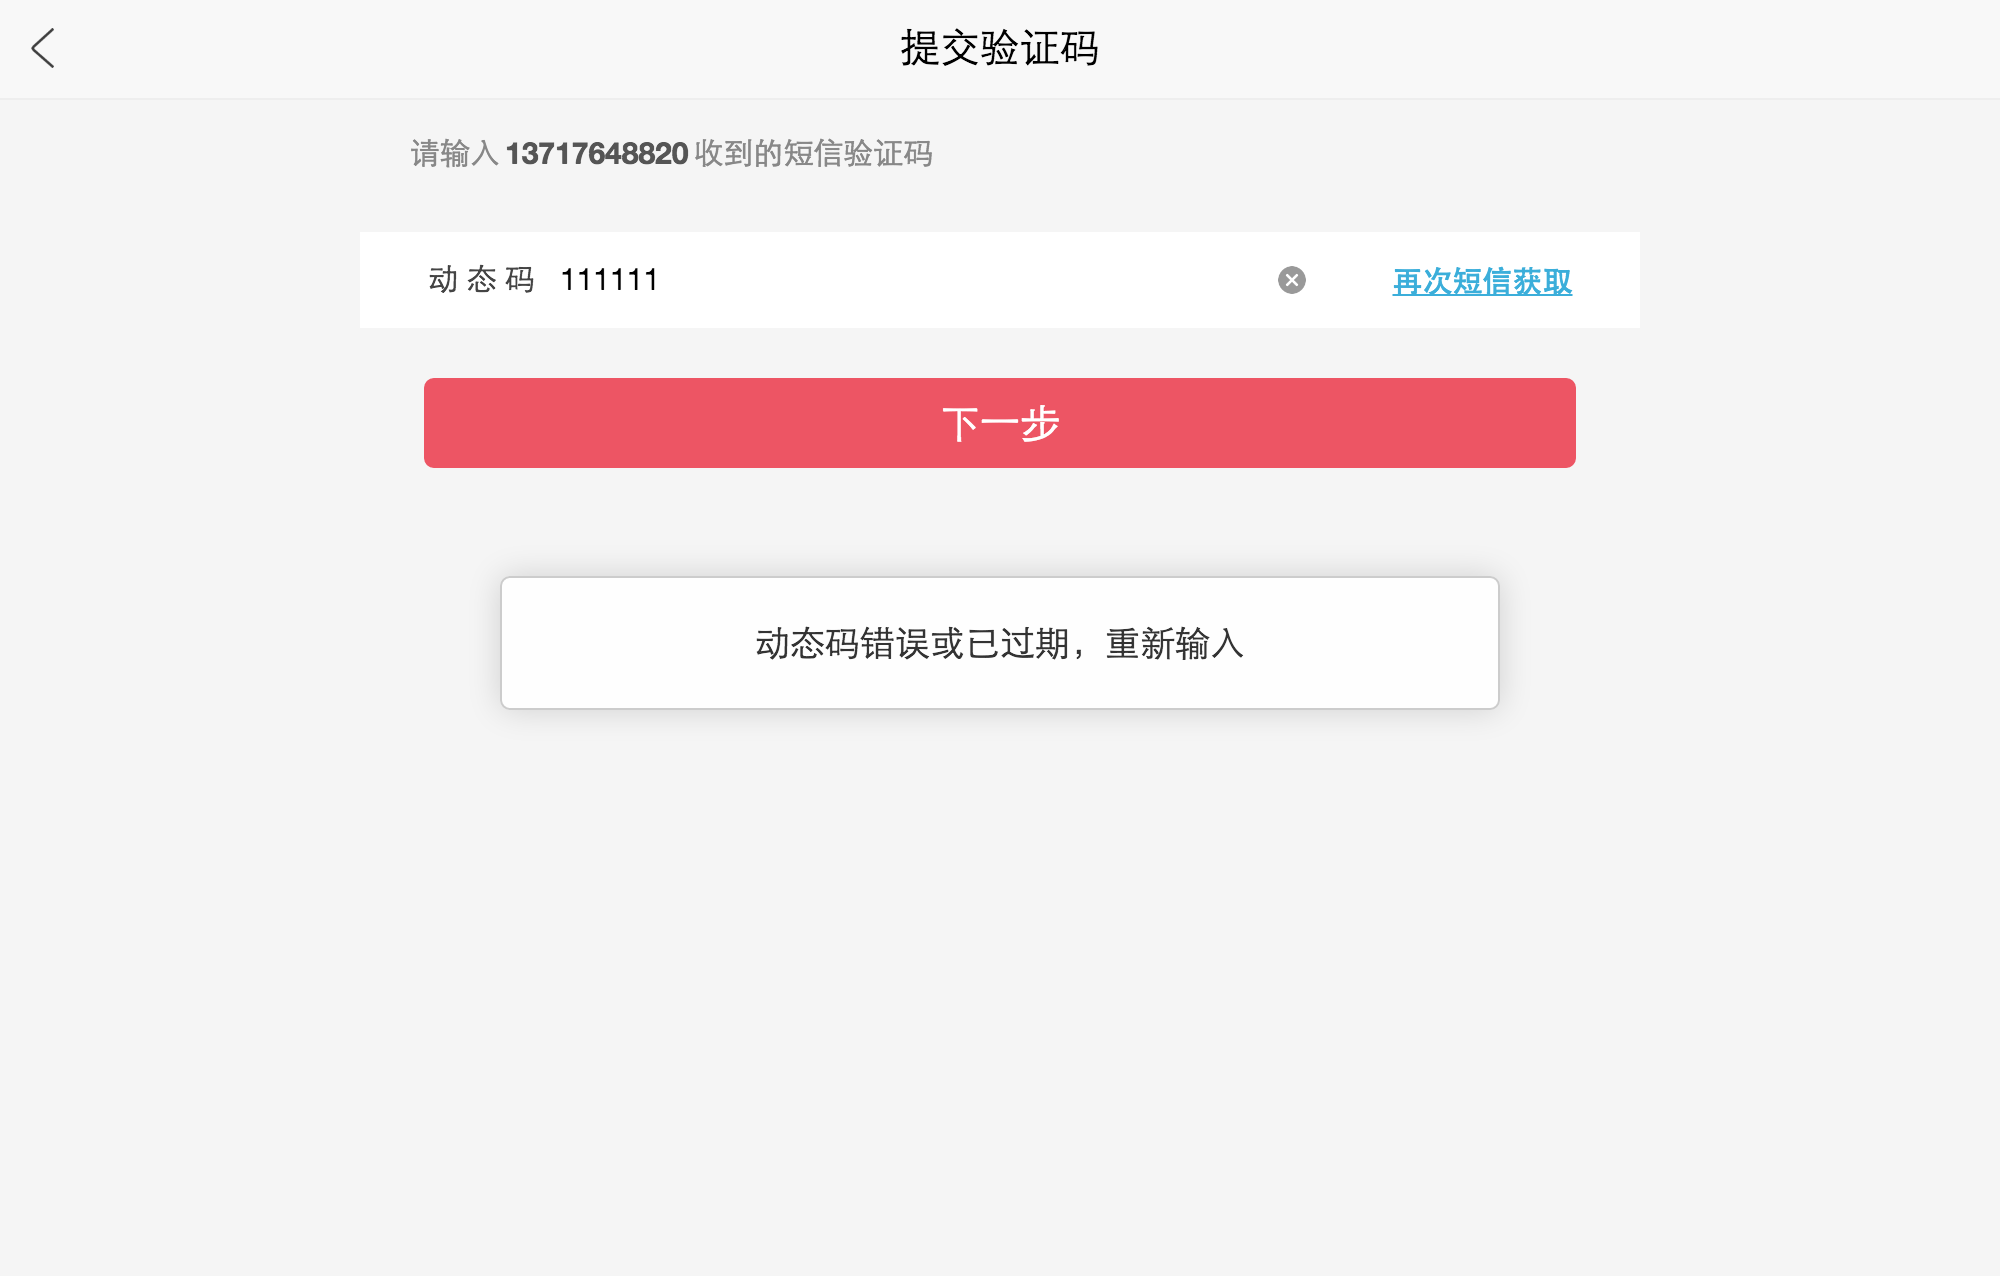 提交验证码
请输入 13717648820 收到的短信验证码
动 态 码 111111 再次短信获取
下一步
动态码错误或已过期，重新输入